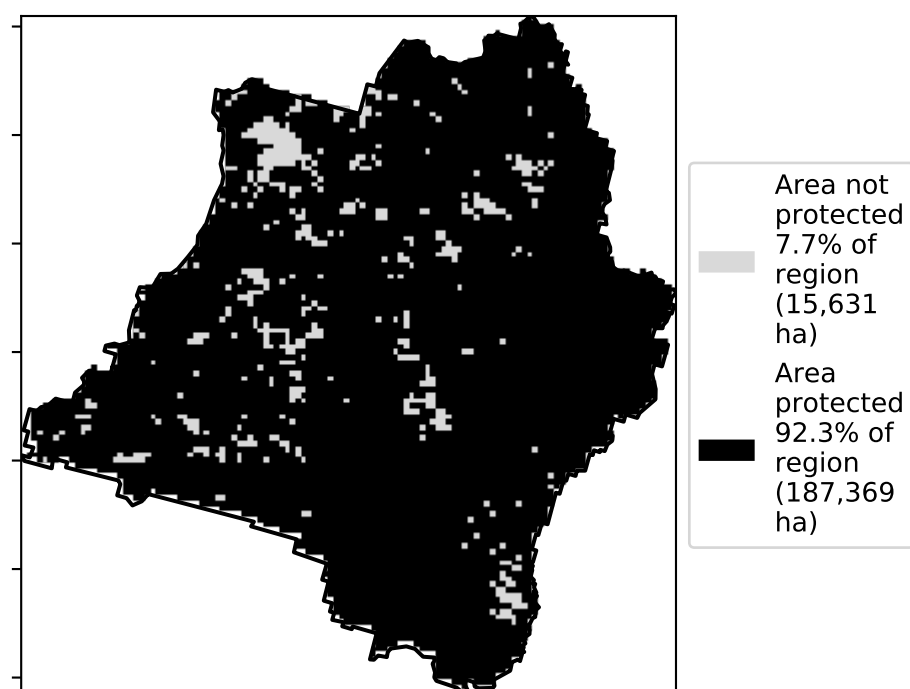 Area not
protected
7.7% of
region
(15,631
ha)
Area
protected
92.3% of
region
(187,369
ha)